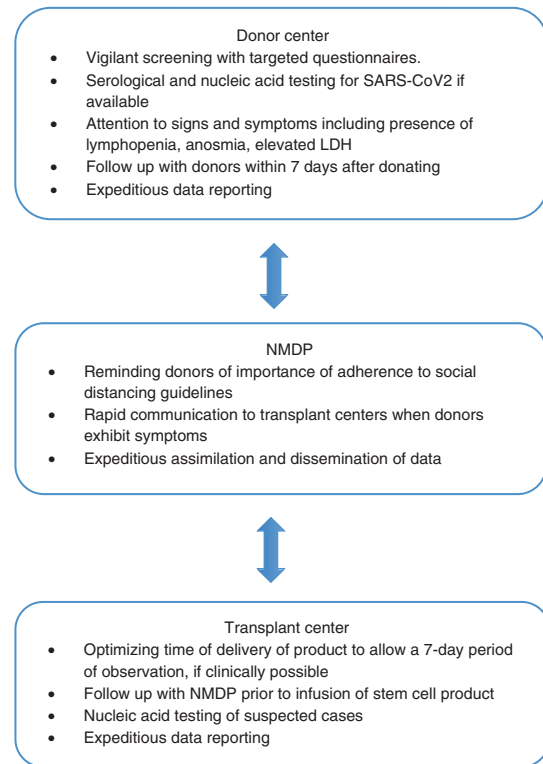 Donor center
• Vigilant screening with targeted questionnaires.
• Serological and nucleic acid testing for SARS-CoV2 if
available
• Attention to signs and symptoms including presence of
lymphopenia, anosmia, elevated LDH
• Follow up with donors within 7 days after donating
• Expeditious data reporting
NMDP
• Reminding donors of importance of adherence to social
distancing guidelines
• Rapid communication to transplant centers when donors
exhibit symptoms
• Expeditious assimilation and dissemination of data
Transplant center
• Optimizing time of delivery of product to allow a 7-day period
of observation, if clinically possible
• Follow up with NMDP prior to infusion of stem cell product
• Nucleic acid testing of suspected cases
• Expeditious data reporting